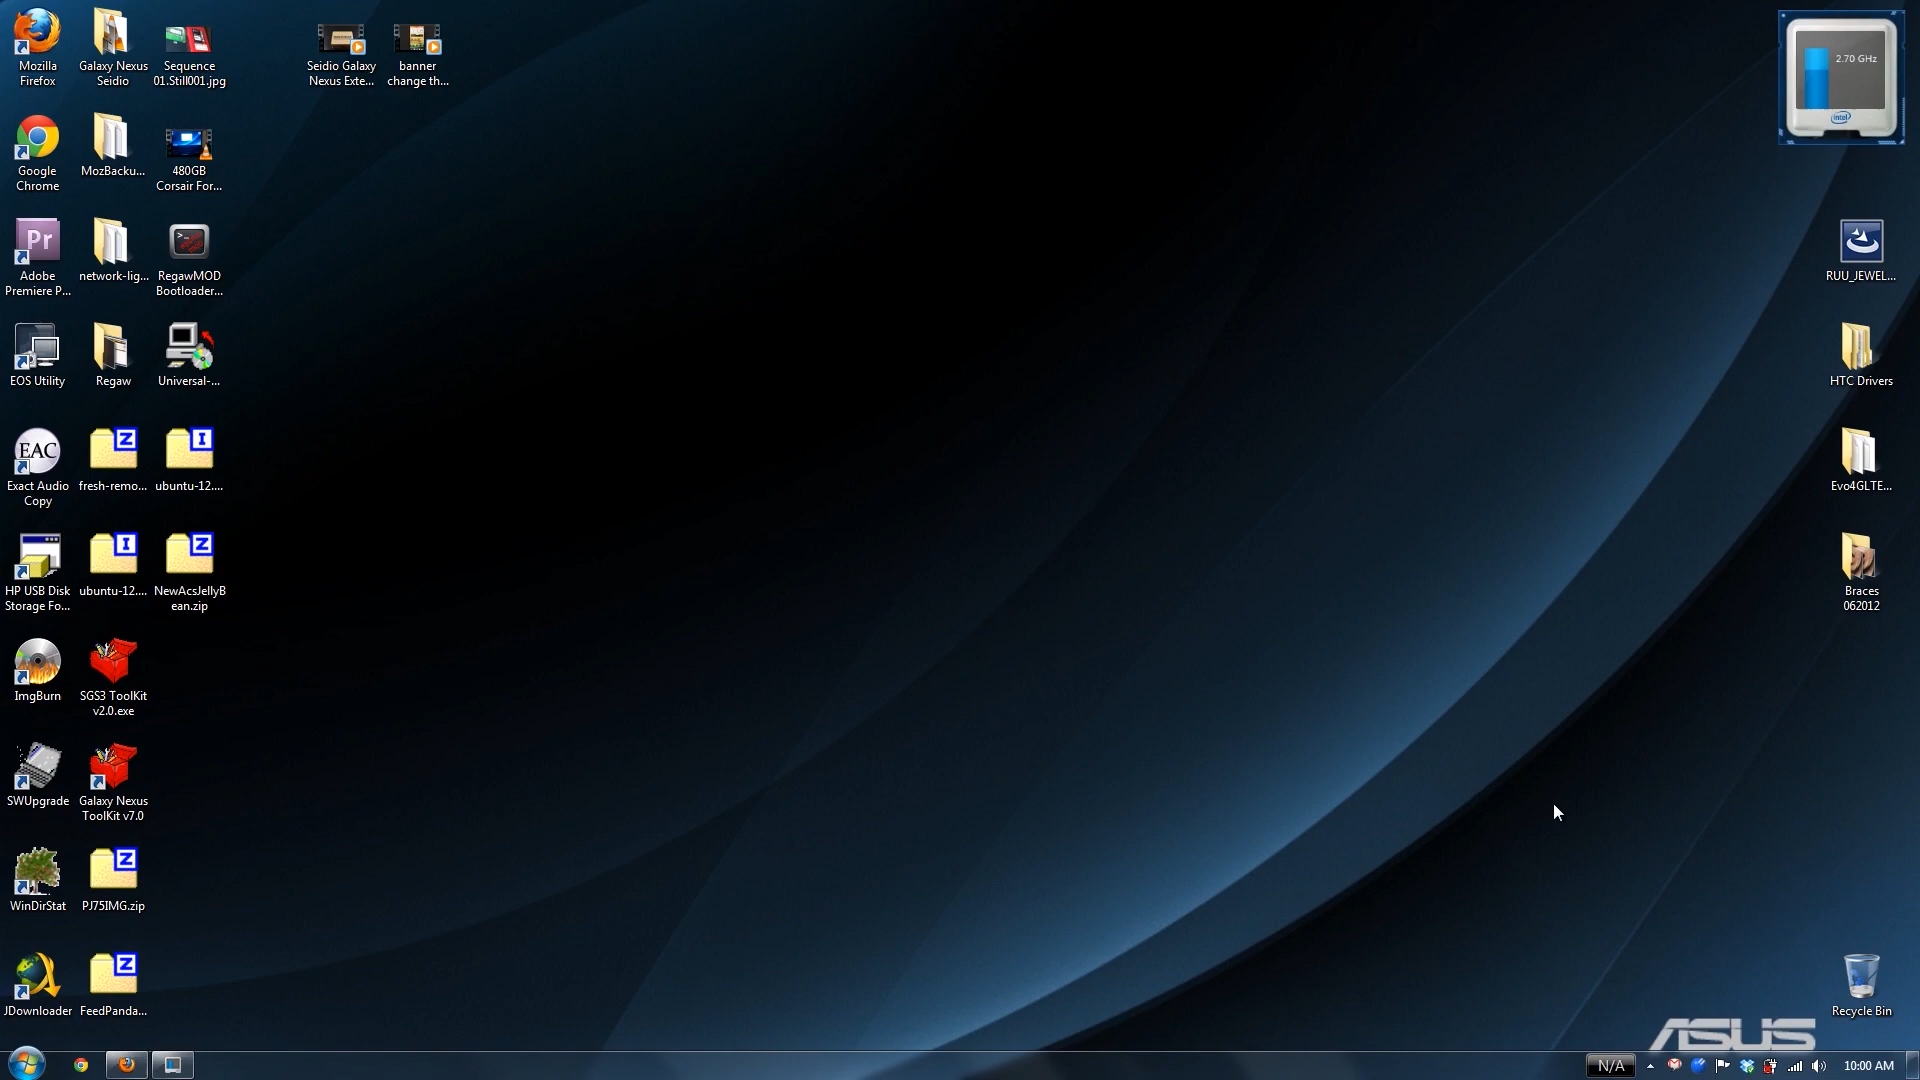 Mozilla
Firefox
Galaxy Nexus
Seidio
Sequence
01.Still001.jpg
Seidio Galaxy
Nexus Exte...
banner
change th...
2.70 GHz
intel
Google
Chrome
MozBacku...
480GB
Corsair For...
Pr
Adobe
Premiere P...
network-lig...
RegawMOD
Bootloader...
RUU_JEWEL...
EOS Utility
Regaw
Universal-...
HTC Drivers
EAC
Exact Audio
Copy
Z
fresh-remo...
I
ubuntu-12....
Evo4GLTE...
HP USB Disk
Storage Fo...
I
ubuntu-12....
Z
NewAcsJellyB
ean.zip
Braces
062012
ImgBurn
SGS3 ToolKit
v2.0.exe
SWUpgrade
Galaxy Nexus
ToolKit v7.0
WinDirStat
Z
PJ75IMG.zip
JDownloader
Z
FeedPanda...
Recycle Bin
ASUS
N/A
10:00 AM